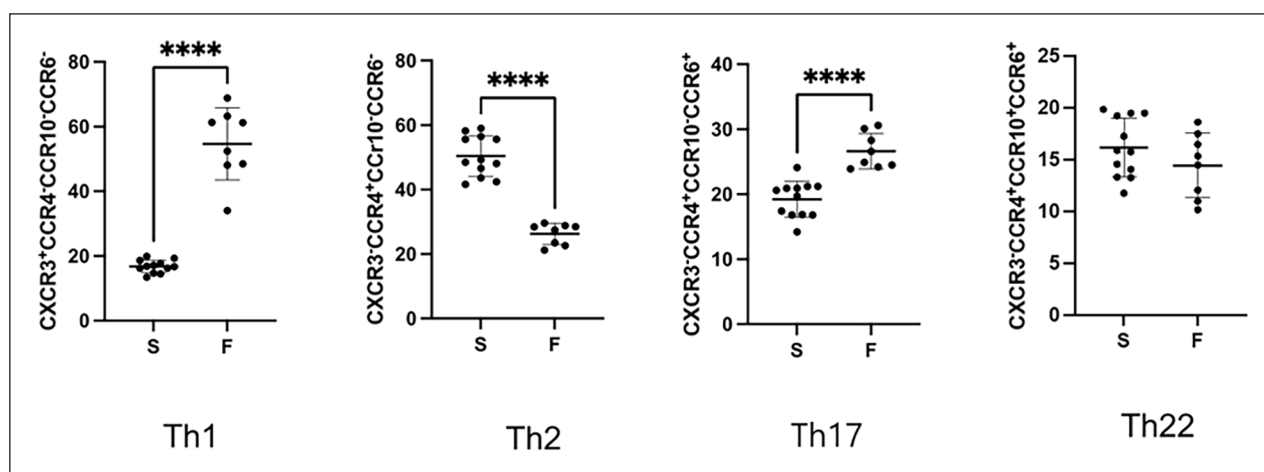 CXCR3⁺CCR4⁻CCR10⁻CCR6⁻
80
60
40
20
0
****
S F
Th1
CXCR3⁻CCR4⁺CCr10⁻CCR6⁻
80
60
40
20
0
****
S F
Th2
CXCR3⁻CCR4⁺CCR10⁻CCR6⁺
40
30
20
10
0
****
S F
Th17
CXCR3⁻CCR4⁺CCR10⁺CCR6⁺
25
20
15
10
5
0
S F
Th22